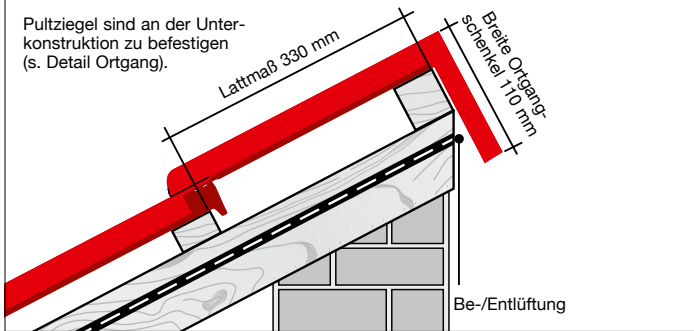 Pultziegel sind an der Unter-
konstruktion zu befestigen
(s. Detail Ortgang).
Lattmaß 330 mm
Breite Ortgang-
schenkel 110 mm
Be-/Entlüftung